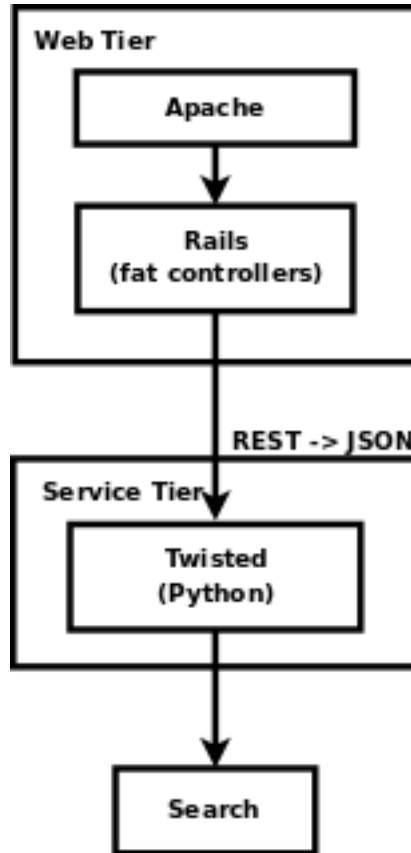 Web Tier
Apache
Rails
(fat controllers)
REST -> JSON
Service Tier
Twisted
(Python)
Search